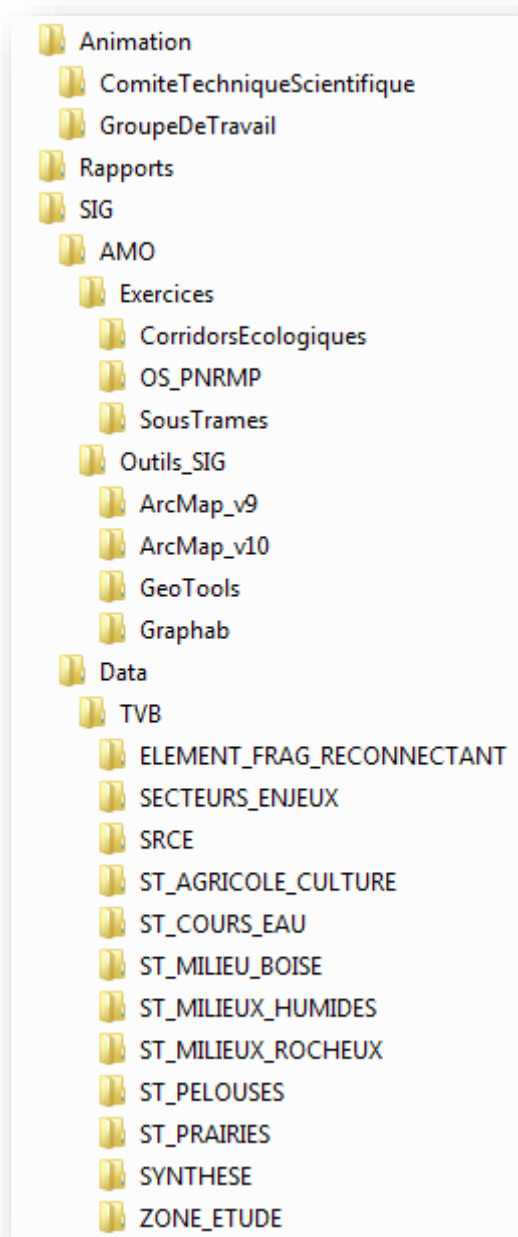 Animation
ComiteTechniqueScientifique
GroupeDeTravail
Rapports
SIG
AMO
Exercices
CorridorsEcologiques
OS_PNRMP
SousTrames
Outils_SIG
ArcMap_v9
ArcMap_v10
GeoTools
Graphab
Data
TVB
ELEMENT_FRAG_RECONNECTANT
SECTEURS_ENJEUX
SRCE
ST_AGRICOLE_CULTURE
ST_COURS_EAU
ST_MILIEU_BOISE
ST_MILIEUX_HUMIDES
ST_MILIEUX_ROCHEUX
ST_PELOUSES
ST_PRAIRIES
SYNTHESE
ZONE_ETUDE